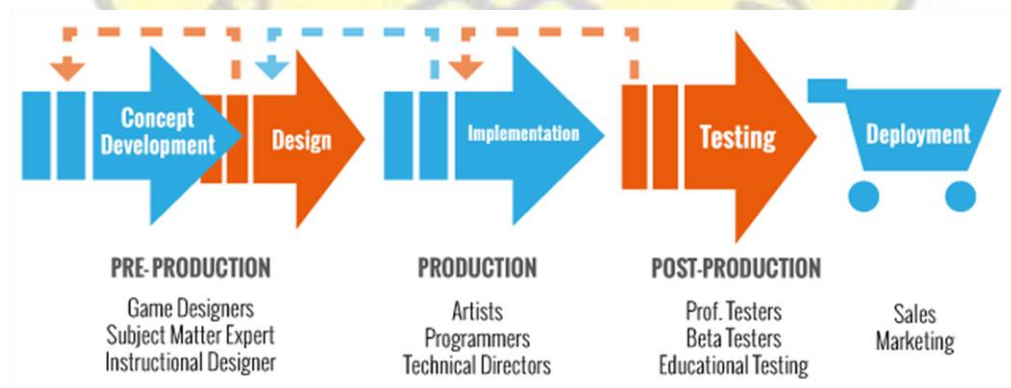 Concept
Development
Design
Implementation
Testing
Deployment
PRE-PRODUCTION
Game Designers
Subject Matter Expert
Instructional Designer
PRODUCTION
Artists
Programmers
Technical Directors
POST-PRODUCTION
Prof. Testers
Beta Testers
Educational Testing
Sales
Marketing